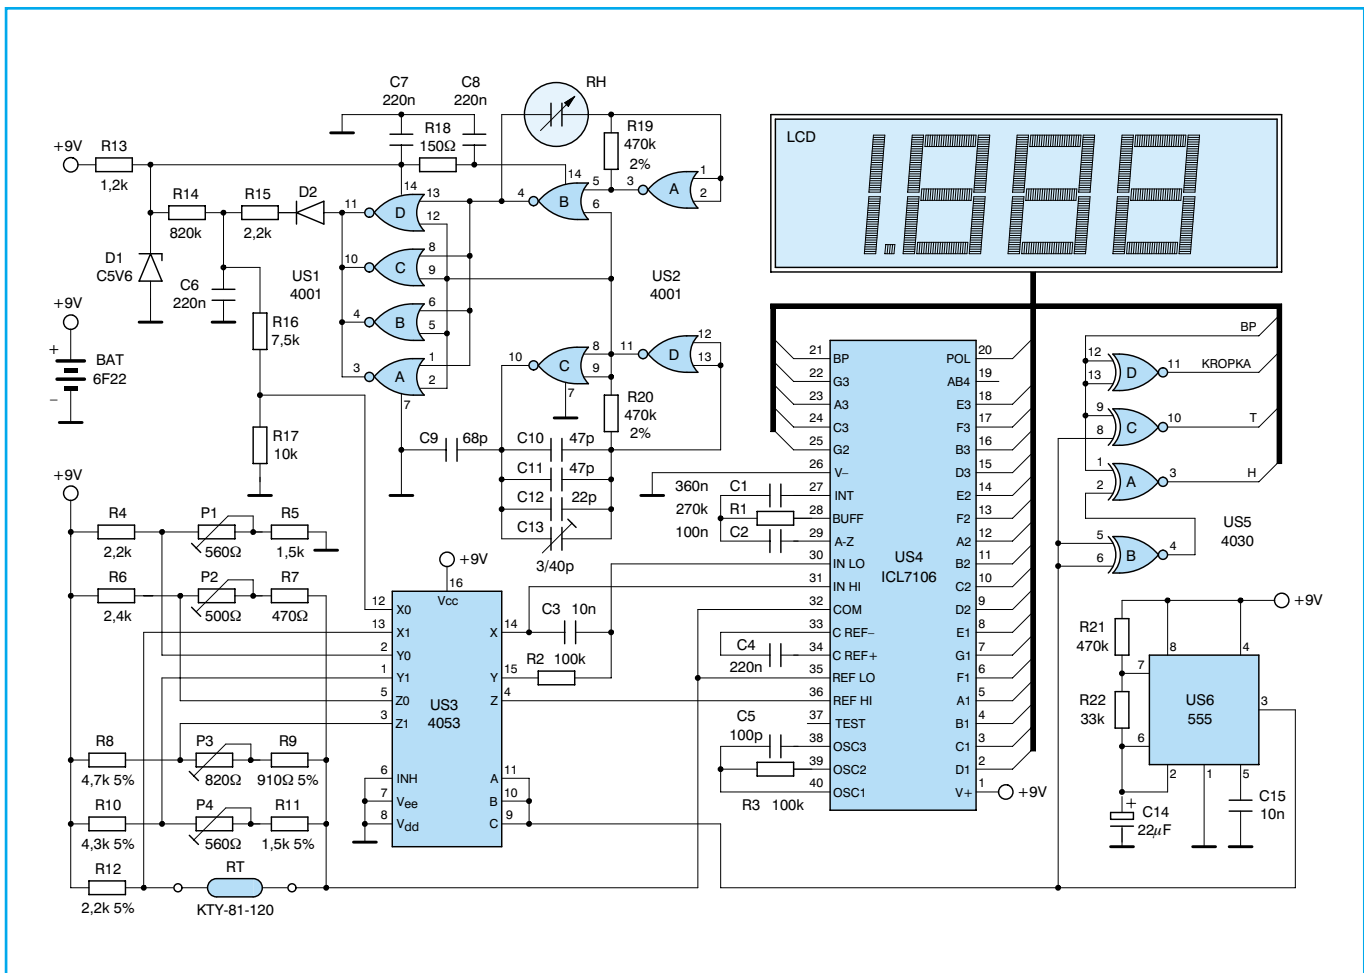 C7
220n
C8
220n
RH
+9V
R13
1,2k
R18
150Ω
R19
470k
2%
LCD
1.888
R14
820k
R15
2,2k
D2
D1
C5V6
C6
220n
14
13
12
11
D
8
9
10
C
6
5
4
B
1
2
3
A
7
US1
4001
14
5
6
4
B
1
2
3
A
US2
4001
8
9
10
C
7
12
13
11
D
R20
470k
2%
+9V
+
BAT
6F22
−
R16
7,5k
R17
10k
C9
68p
C10
47p
C11
47p
C12
22p
C13
3/40p
+9V
R4
2,2k
P1
560Ω
R5
1,5k
R6
2,4k
P2
500Ω
R7
470Ω
R8
4,7k 5%
P3
820Ω
R9
910Ω 5%
R10
4,3k 5%
P4
560Ω
R11
1,5k 5%
R12
2,2k 5%
RT
KTY-81-120
+9V
16
Vcc
12
X0
13
X1
2
Y0
1
Y1
5
Z0
3
Z1
6
INH
7
Vee
8
Vdd
US3
4053
X
14
Y
15
Z
4
A
11
B
10
C
9
C3
10n
R2
100k
360n
C1
270k
R1
100n
C2
C4
220n
C5
100p
R3
100k
21
BP
22
G3
23
A3
24
C3
25
G2
26
V−
27
INT
28
BUFF
29
A-Z
30
IN LO
31
IN HI
32
COM
33
C REF−
34
C REF+
35
REF LO
36
REF HI
37
TEST
38
OSC3
39
OSC2
40
OSC1
US4
ICL7106
POL
20
AB4
19
E3
18
F3
17
B3
16
D3
15
E2
14
F2
13
A2
12
B2
11
C2
10
D2
9
E1
8
G1
7
F1
6
A1
5
B1
4
C1
3
D1
2
V+
1
+9V
BP
12
13
D
11
KROPKA
9
8
C
10
T
1
2
A
3
H
5
6
B
4
US5
4030
+9V
R21
470k
R22
33k
7
8
4
6
2
1
5
3
US6
555
+
C14
22µF
C15
10n